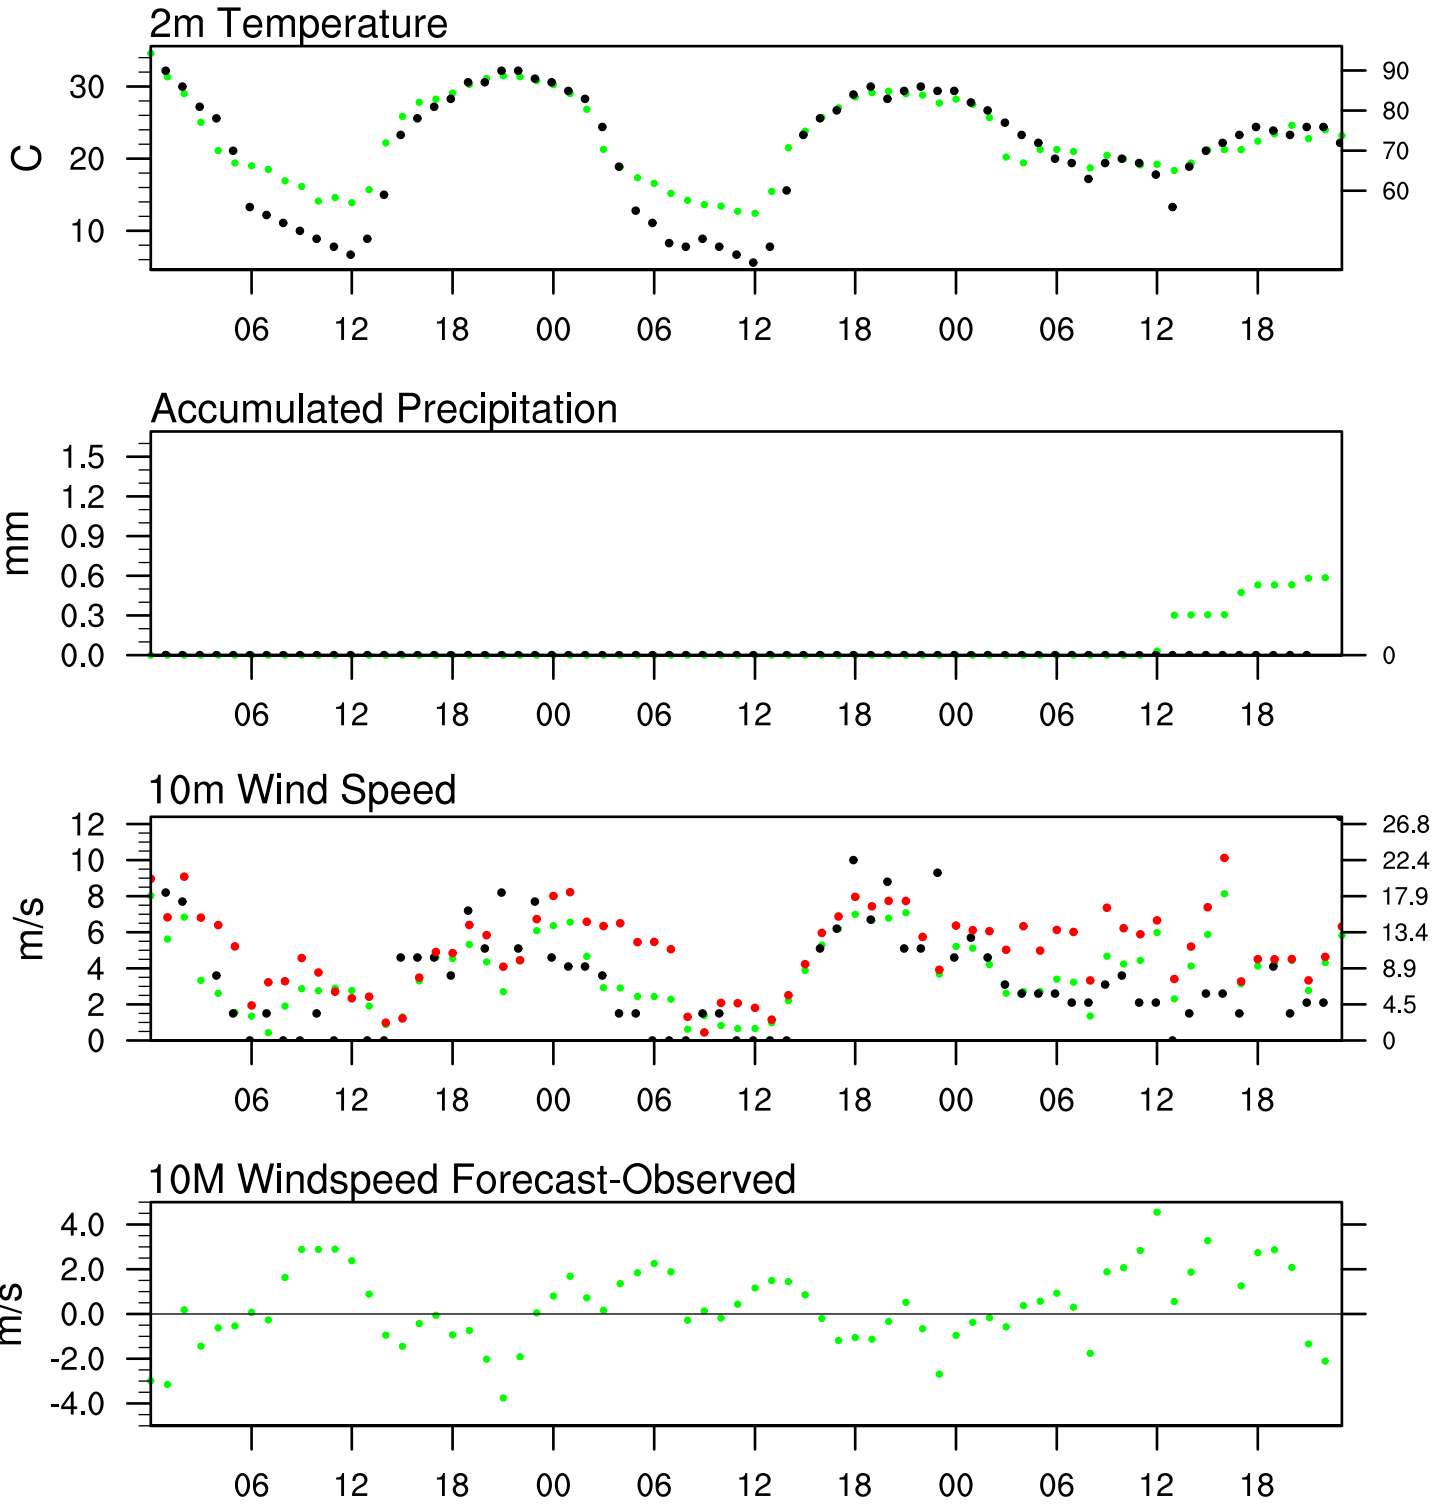 2m Temperature
C
30
20
10
90
80
70
60
06 12 18 00 06 12 18 00 06 12 18
Accumulated Precipitation
mm
1.5
1.2
0.9
0.6
0.3
0.0
0
06 12 18 00 06 12 18 00 06 12 18
10m Wind Speed
m/s
12
10
8
6
4
2
0
26.8
22.4
17.9
13.4
8.9
4.5
0
06 12 18 00 06 12 18 00 06 12 18
10M Windspeed Forecast-Observed
m/s
4.0
2.0
0.0
-2.0
-4.0
06 12 18 00 06 12 18 00 06 12 18